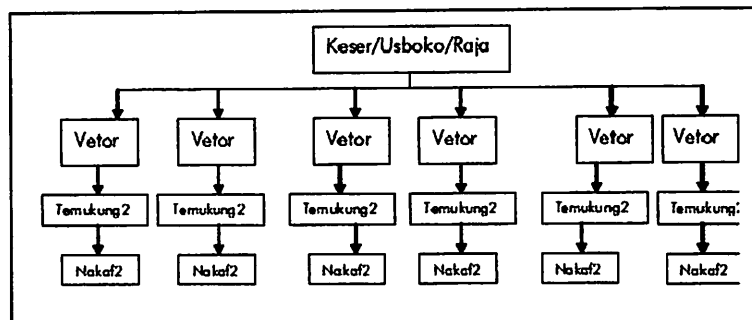 Keser/Usboko/Raja
Vetor Vetor Vetor Vetor Vetor Vetor
Temukung2 Temukung2 Temukung2 Temukung2 Temukung2 Temukung2
Nakaf2 Nakaf2 Nakaf2 Nakaf2 Nakaf2 Nakaf2